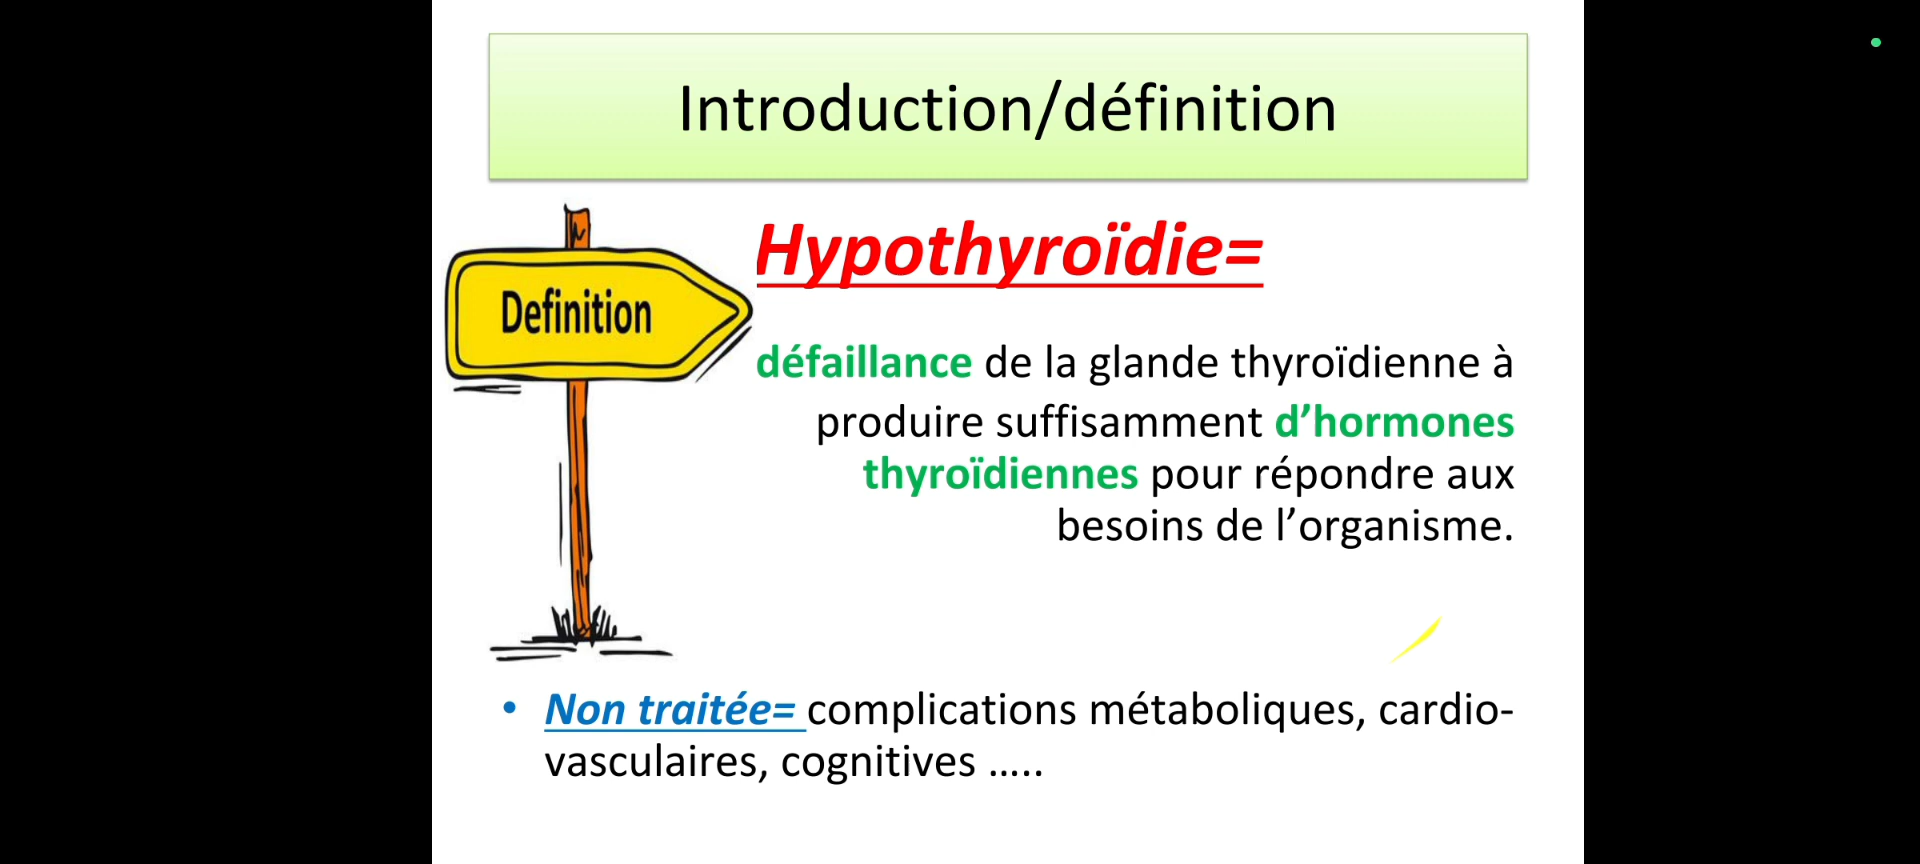 Introduction/définition
Definition
Hypothyroïdie=
défaillance de la glande thyroïdienne à
produire suffisamment d’hormones
thyroïdiennes pour répondre aux
besoins de l’organisme.
• Non traitée= complications métaboliques, cardio-
vasculaires, cognitives …..